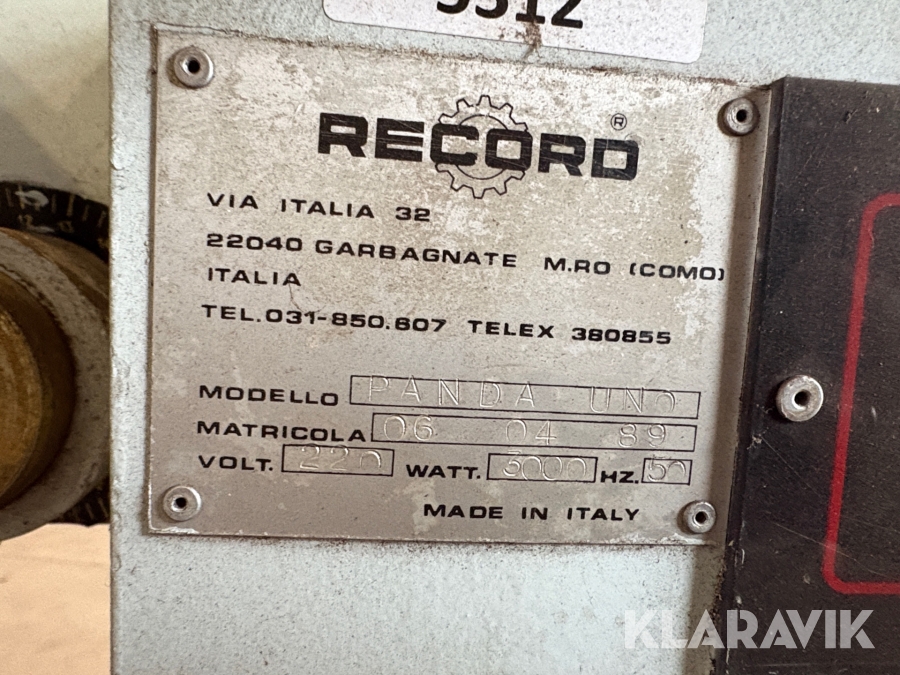 RECORD ®
VIA ITALIA 32
22040 GARBAGNATE M.RO (COMO)
ITALIA
TEL.031-850.607 TELEX 380855
MODELLO PANDA UNO
MATRICOLA 06 04 89
VOLT. 220 WATT. 3000 HZ. 50
MADE IN ITALY
KLARAVIK